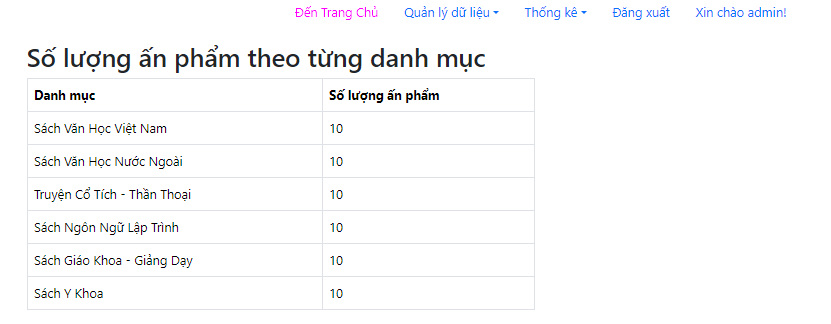 Đến Trang Chủ Quản lý dữ liệu Thống kê Đăng xuất Xin chào admin!
Số lượng ấn phẩm theo từng danh mục
Danh mục Số lượng ấn phẩm
Sách Văn Học Việt Nam 10
Sách Văn Học Nước Ngoài 10
Truyện Cổ Tích - Thần Thoại 10
Sách Ngôn Ngữ Lập Trình 10
Sách Giáo Khoa - Giảng Dạy 10
Sách Y Khoa 10